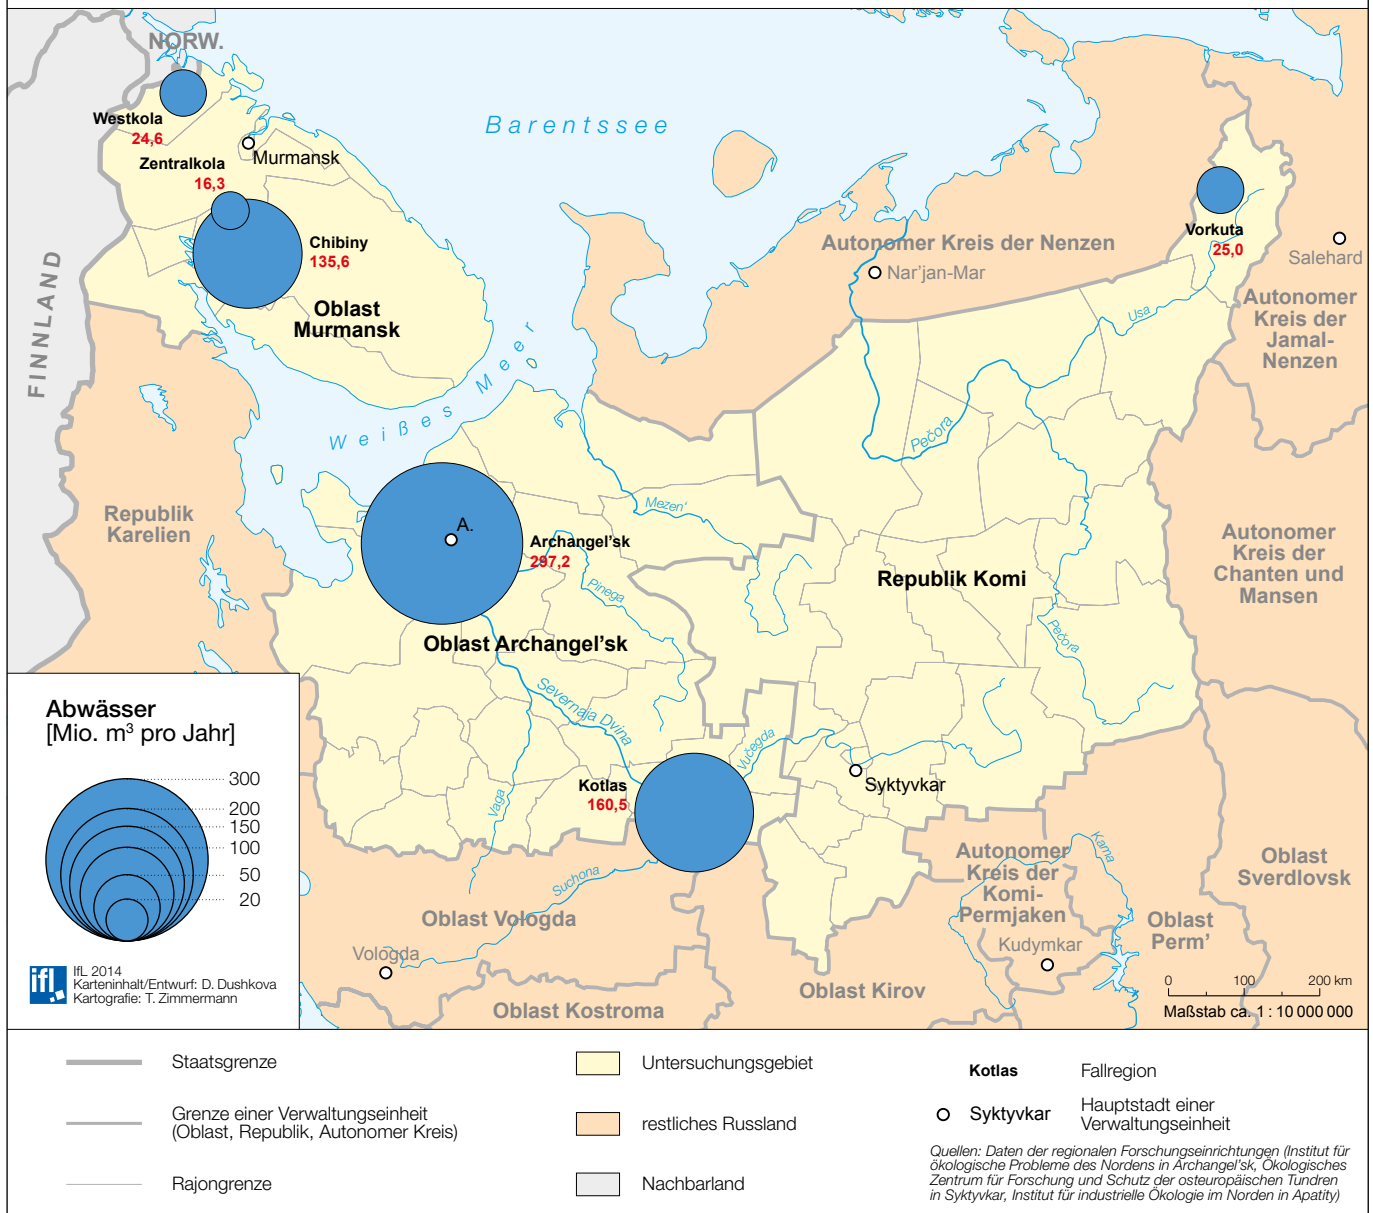 NORW.
Westkola
24,6
Zentralkola
16,3
Murmansk
Barentssee
Chibiny
135,6
Oblast
Murmansk
FINNLAND
Weißes Meer
Autonomer Kreis der Nenzen
Nar'jan-Mar
Vorkuta
25,0
Salehard
Autonomer
Kreis der
Jamal-
Nenzen
Usa
Pečora
Republik
Karelien
A.
Archangel'sk
297,2
Mezen'
Pinega
Republik Komi
Autonomer
Kreis der
Chanten und
Mansen
Oblast Archangel'sk
Pečora
Severnaja Dvina
Vučegda
Vaga
Kotlas
160,5
Syktyvkar
Suchona
Oblast Vologda
Vologda
Oblast Kostroma
Oblast Kirov
Autonomer
Kreis der
Komi-
Permjaken
Kudymkar
Kama
Oblast
Perm'
Oblast
Sverdlovsk
0 100 200 km
Maßstab ca. 1 : 10 000 000
Abwässer
[Mio. m³ pro Jahr]
300
200
150
100
50
20
ifl
IfL 2014
Karteninhalt/Entwurf: D. Dushkova
Kartografie: T. Zimmermann
Staatsgrenze
Grenze einer Verwaltungseinheit
(Oblast, Republik, Autonomer Kreis)
Rajongrenze
Untersuchungsgebiet
restliches Russland
Nachbarland
Kotlas Fallregion
Syktyvkar Hauptstadt einer
Verwaltungseinheit
Quellen: Daten der regionalen Forschungseinrichtungen (Institut für
ökologische Probleme des Nordens in Archangel'sk, Ökologisches
Zentrum für Forschung und Schutz der osteuropäischen Tundren
in Syktyvkar, Institut für industrielle Ökologie im Norden in Apatity)